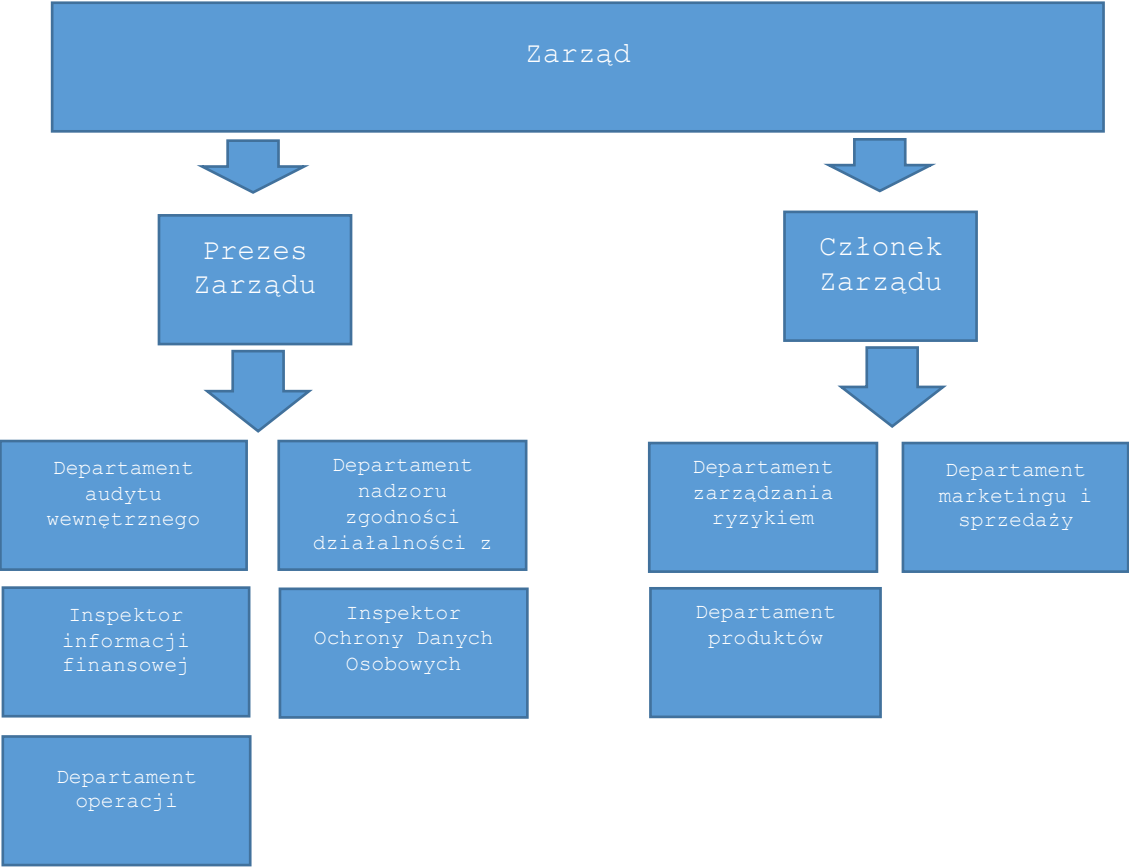 Zarząd
Prezes
Zarządu
Członek
Zarządu
Departament
audytu
wewnętrznego
Departament
nadzoru
zgodności
działalności z
Departament
zarządzania
ryzykiem
Departament
marketingu i
sprzedaży
Inspektor
informacji
finansowej
Inspektor
Ochrony Danych
Osobowych
Departament
produktów
Departament
operacji